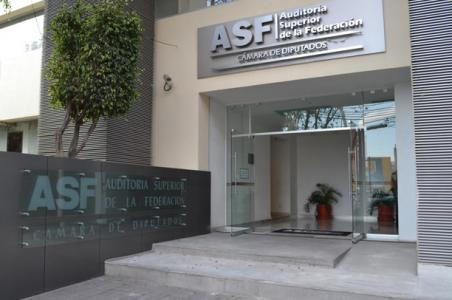 ASF Auditoría
Superior
de la Federación
CÁMARA DE DIPUTADOS
ASF AUDITORÍA SUPERIOR
DE LA FEDERACIÓN
CÁMARA DE DIPUTADOS